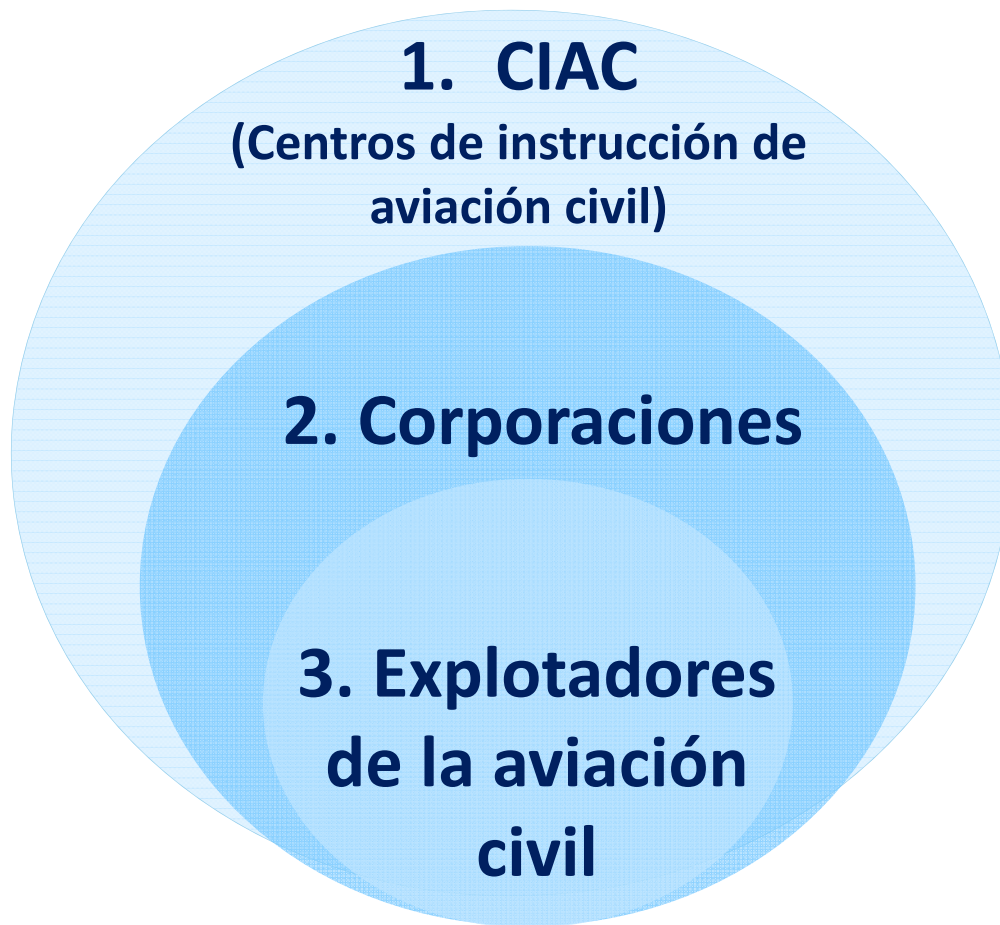 1. CIAC
(Centros de instrucción de
aviación civil)
2. Corporaciones
3. Explotadores
de la aviación
civil